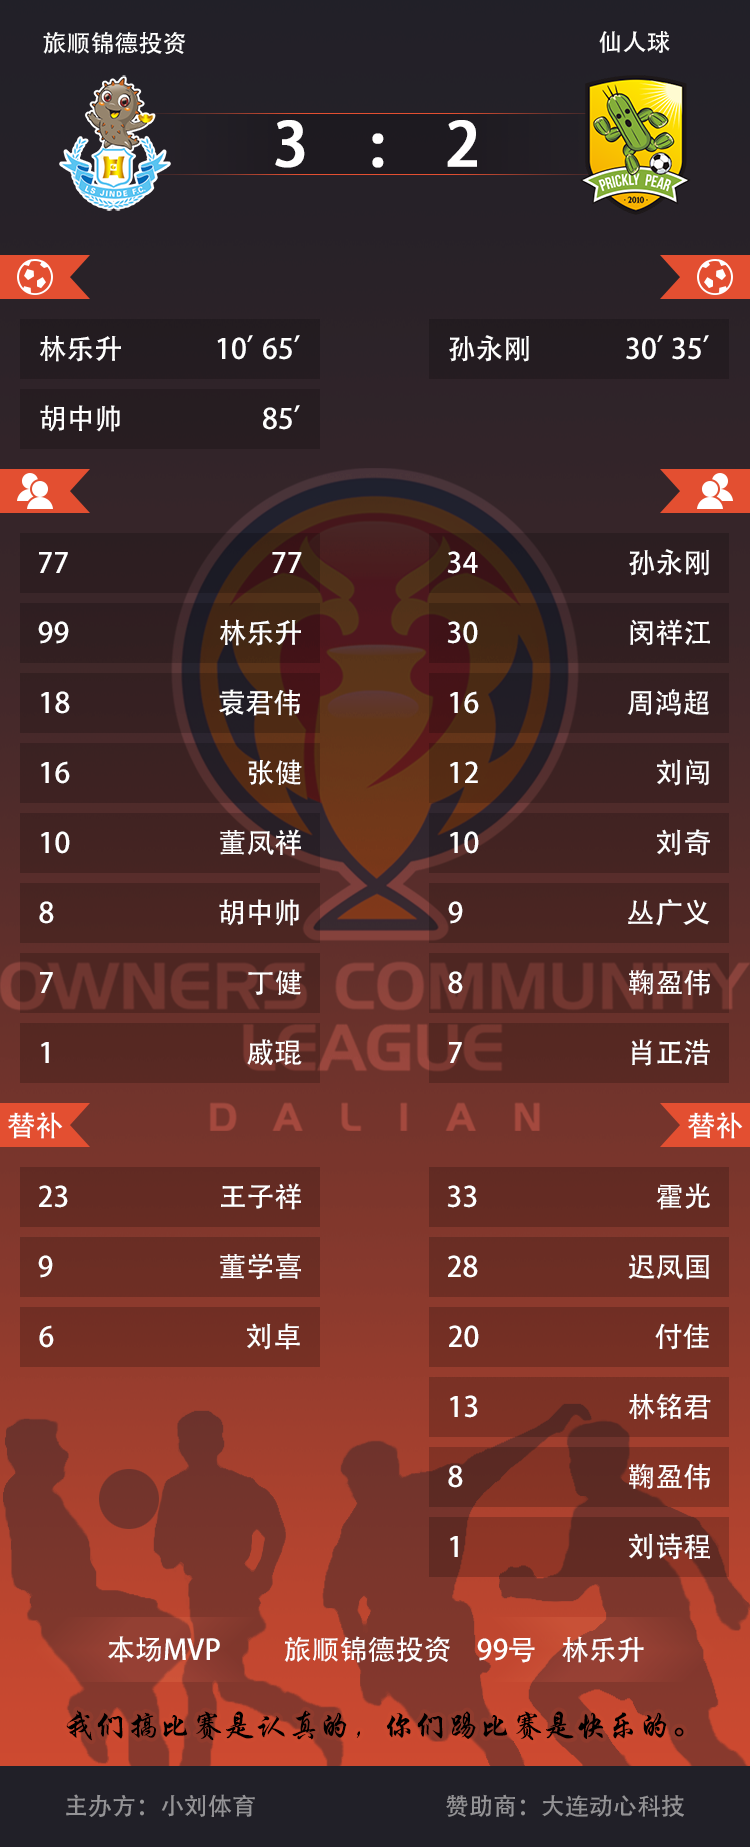 旅顺锦德投资 仙人球
3 : 2
LS JINDE F.C.
PRICKLY PEAR
·2010·
林乐升 10′ 65′ 孙永刚 30′ 35′
胡中帅 85′
77 77 34 孙永刚
99 林乐升 30 闵祥江
18 袁君伟 16 周鸿超
16 张健 12 刘闯
10 董凤祥 10 刘奇
8 胡中帅 9 丛广义
7 丁健 8 鞠盈伟
1 戚琨 7 肖正浩
OWNERS COMMUNITY
LEAGUE
DALIAN
替补 替补
23 王子祥 33 霍光
9 董学喜 28 迟凤国
6 刘卓 20 付佳
13 林铭君
8 鞠盈伟
1 刘诗程
本场MVP 旅顺锦德投资 99号 林乐升
我们搞比赛是认真的，你们踢比赛是快乐的。
主办方：小刘体育 赞助商：大连动心科技